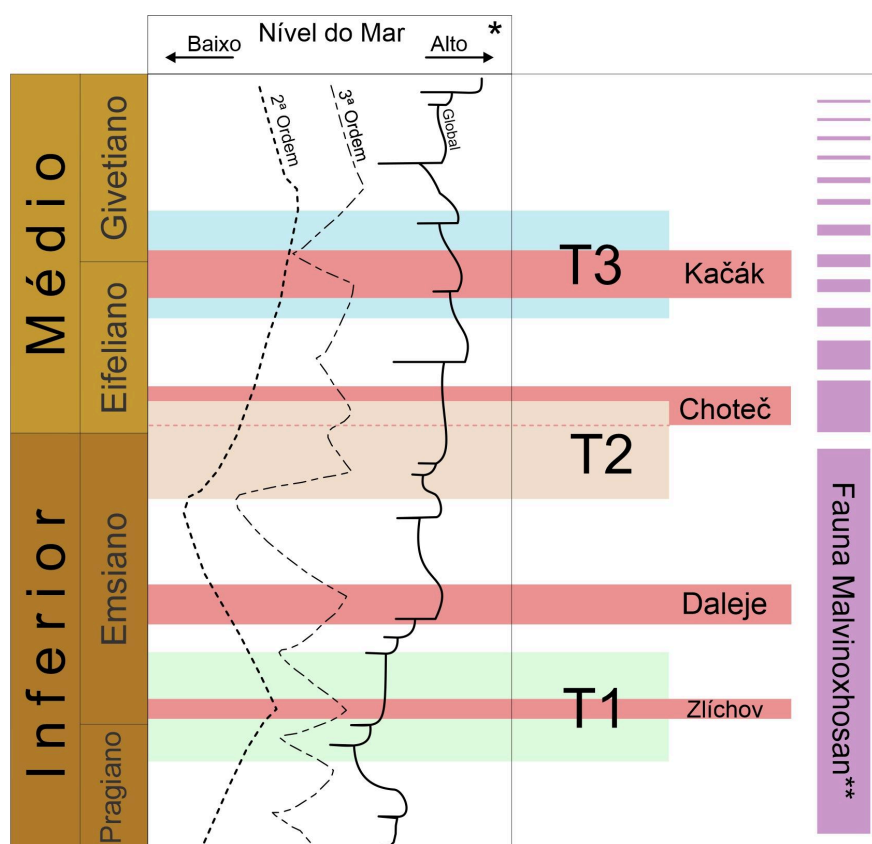 Nível do Mar
*
Baixo
Alto
Médio
Inferior
Givetiano
Eifeliano
Emsiano
Pragiano
2ª Ordem
3ª Ordem
Global
T3
Kačák
Choteč
T2
Daleje
T1
Zlíchov
Fauna Malvinoxhosan**